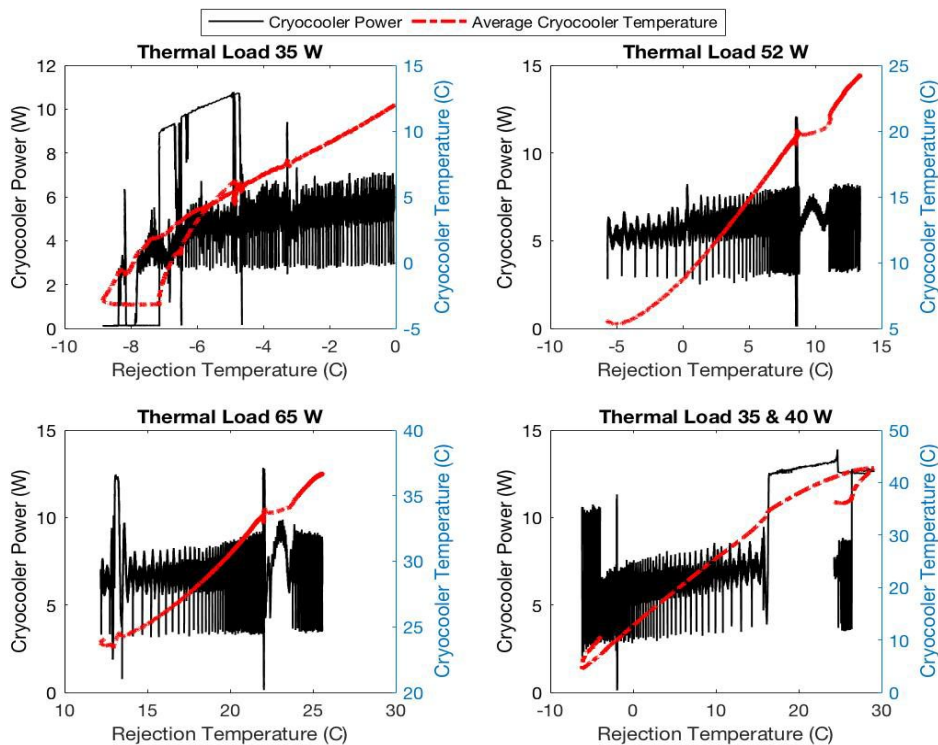 Cryocooler Power Average Cryocooler Temperature
Thermal Load 35 W
Cryocooler Power (W)
12
10
8
6
4
2
0
15
10
5
0
-5
Cryocooler Temperature (C)
-10 -8 -6 -4 -2 0
Rejection Temperature (C)
Thermal Load 52 W
Cryocooler Power (W)
15
10
5
0
25
20
15
10
5
Cryocooler Temperature (C)
-10 -5 0 5 10 15
Rejection Temperature (C)
Thermal Load 65 W
Cryocooler Power (W)
15
10
5
0
40
35
30
25
20
Cryocooler Temperature (C)
10 15 20 25 30
Rejection Temperature (C)
Thermal Load 35 & 40 W
Cryocooler Power (W)
15
10
5
0
50
40
30
20
10
0
Cryocooler Temperature (C)
-10 0 10 20 30
Rejection Temperature (C)